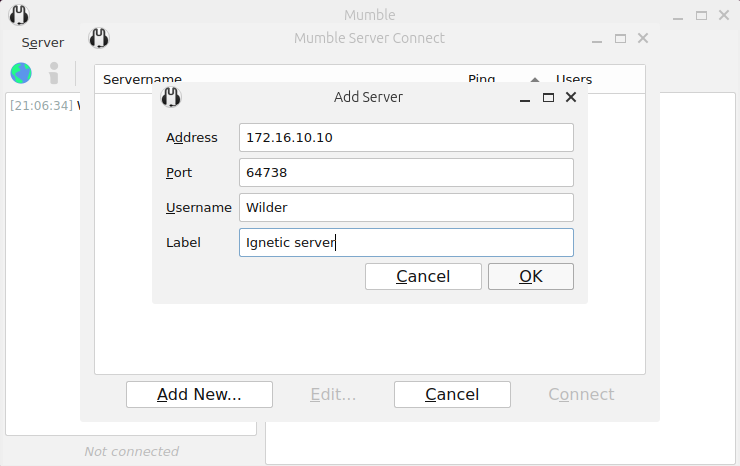 Mumble
Mumble Server Connect
Server
Servername Ping Users
[21:06:34]
Add Server
Address 172.16.10.10
Port 64738
Username Wilder
Label Ignetic server
Cancel OK
Add New... Edit... Cancel Connect
Not connected